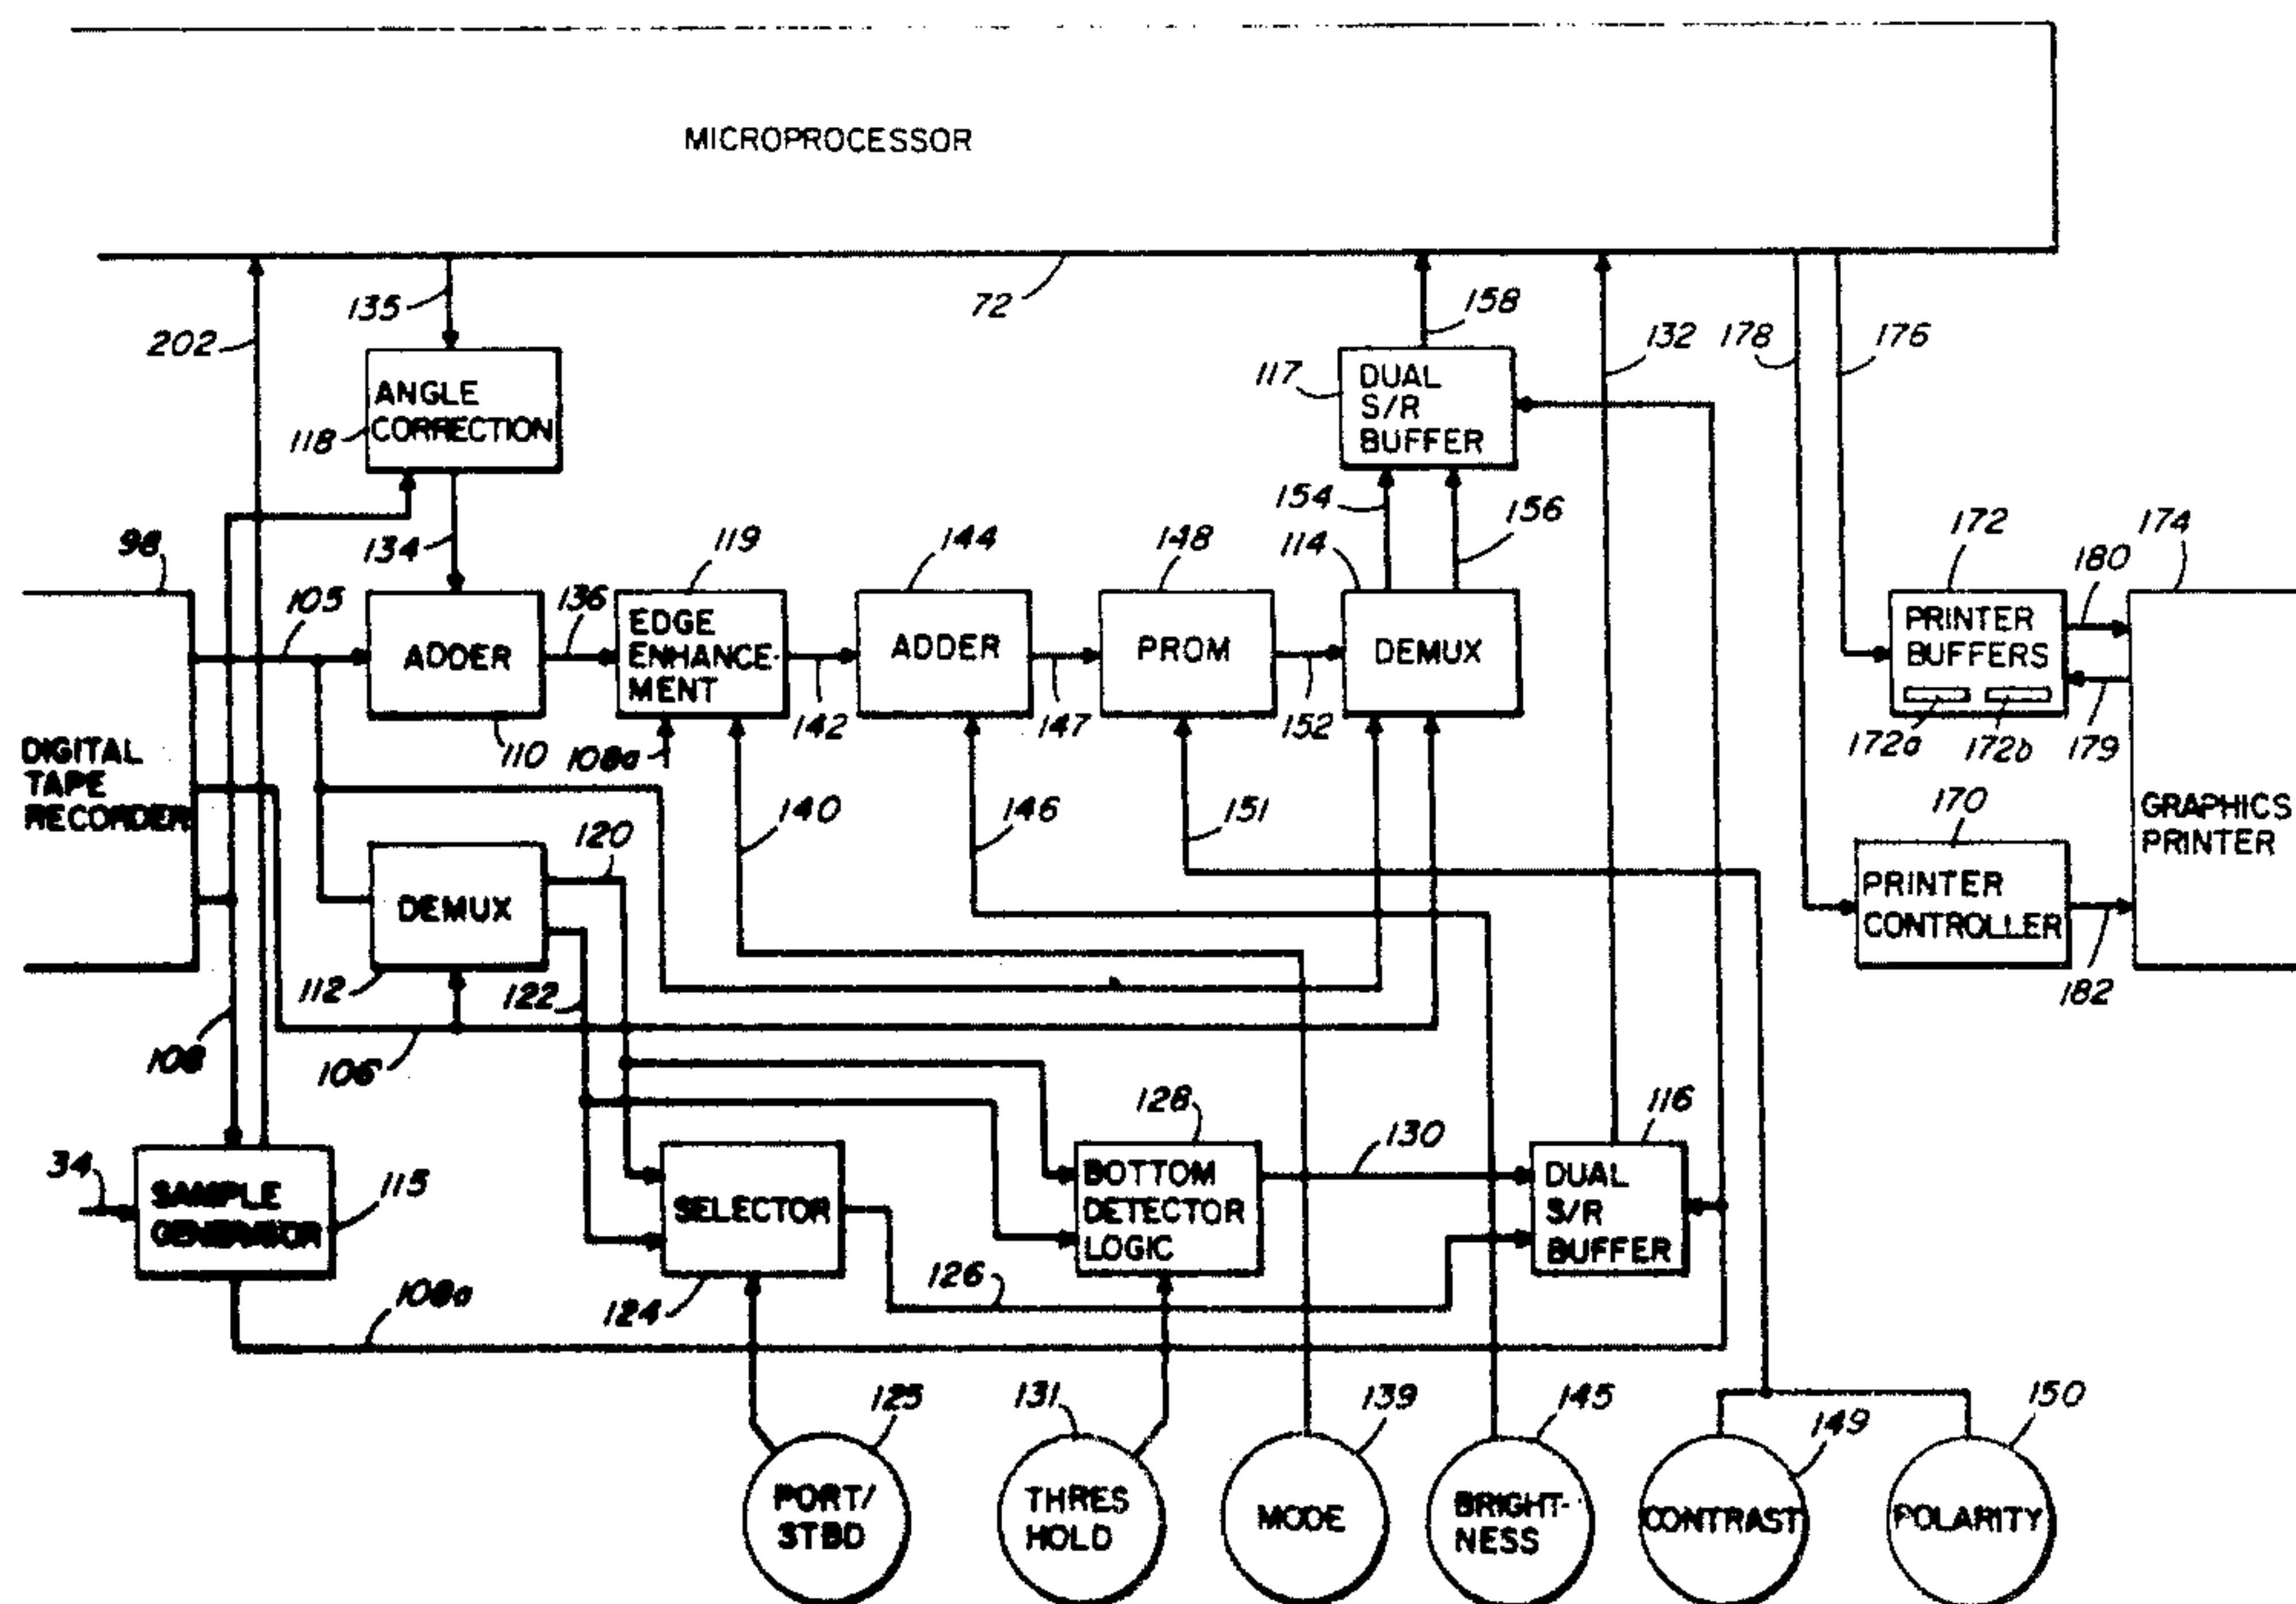 MICROPROCESSOR
135
72
158
202
132
178
176
117
DUAL
S/R
BUFFER
ANGLE
CORRECTION
118
154
156
134
98
105
136
119
144
148
114
172
180
174
ADDER
EDGE
ENHANCE-
MENT
ADDER
PROM
DEMUX
PRINTER
BUFFERS
110
108a
142
147
152
172a
172b
179
DIGITAL
TAPE
RECORDER
140
146
151
120
170
GRAPHICS
PRINTER
DEMUX
PRINTER
CONTROLLER
112
122
182
108
106
128
116
130
34
SAMPLE
GENERATOR
115
SELECTOR
BOTTOM
DETECTOR
LOGIC
DUAL
S/R
BUFFER
108a
124
126
125
131
139
145
149
150
PORT/
STBD
THRES
HOLD
MODE
BRIGHT-
NESS
CONTRAST
POLARITY